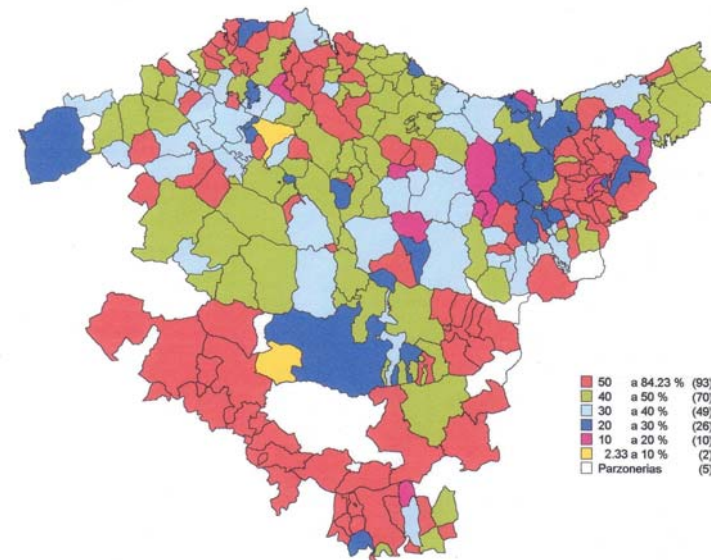 50 a 84.23 % (93)
40 a 50 % (70)
30 a 40 % (49)
20 a 30 % (26)
10 a 20 % (10)
2.33 a 10 % (2)
Parzonerias (5)